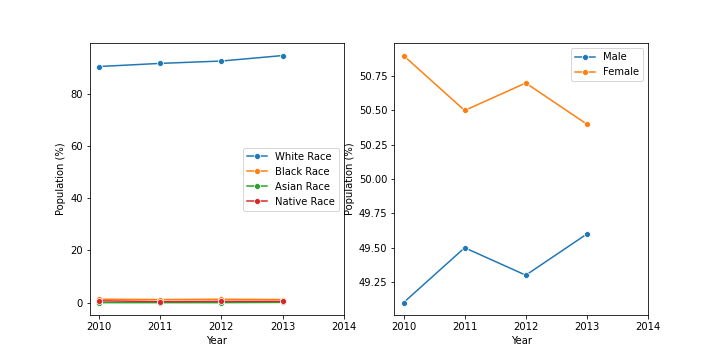 Population (%)
80
60
40
20
0
2010 2011 2012 2013 2014
Year
White Race
Black Race
Asian Race
Native Race
Population (%)
50.75
50.50
50.25
50.00
49.75
49.50
49.25
2010 2011 2012 2013 2014
Year
Male
Female